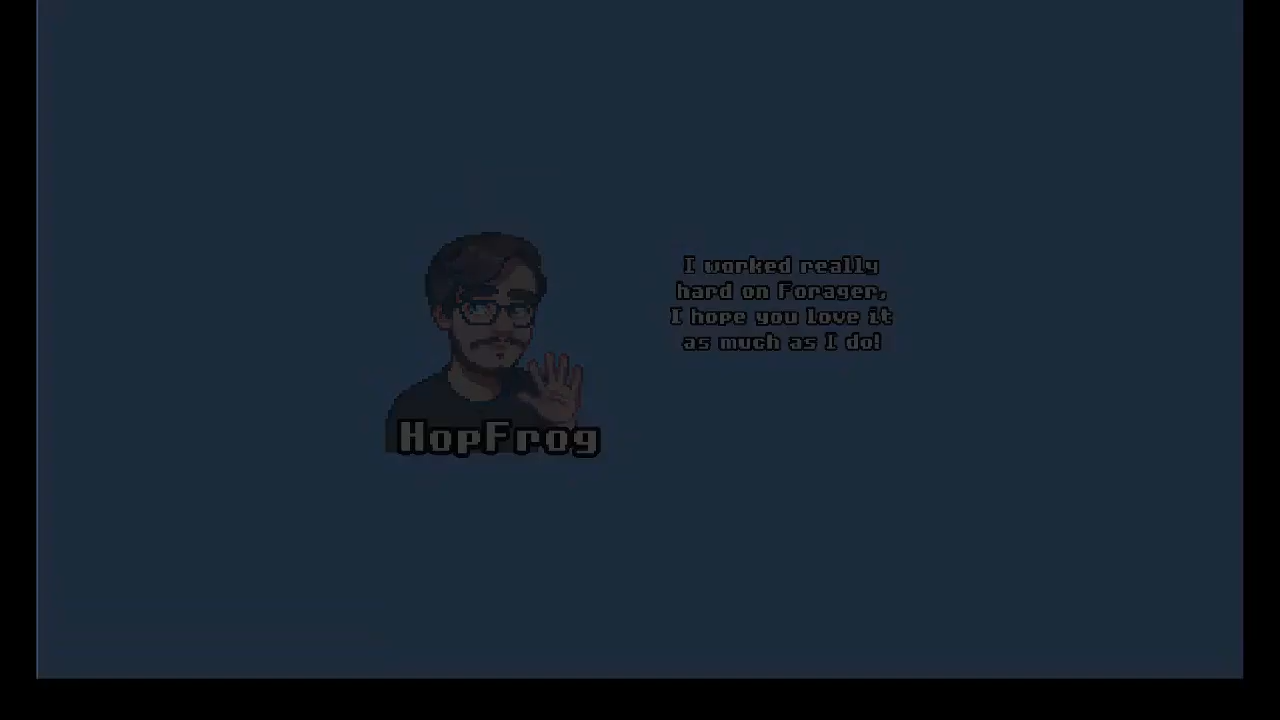 I worked really
hard on Forager,
I hope you love it
as much as I do!
HopFrog